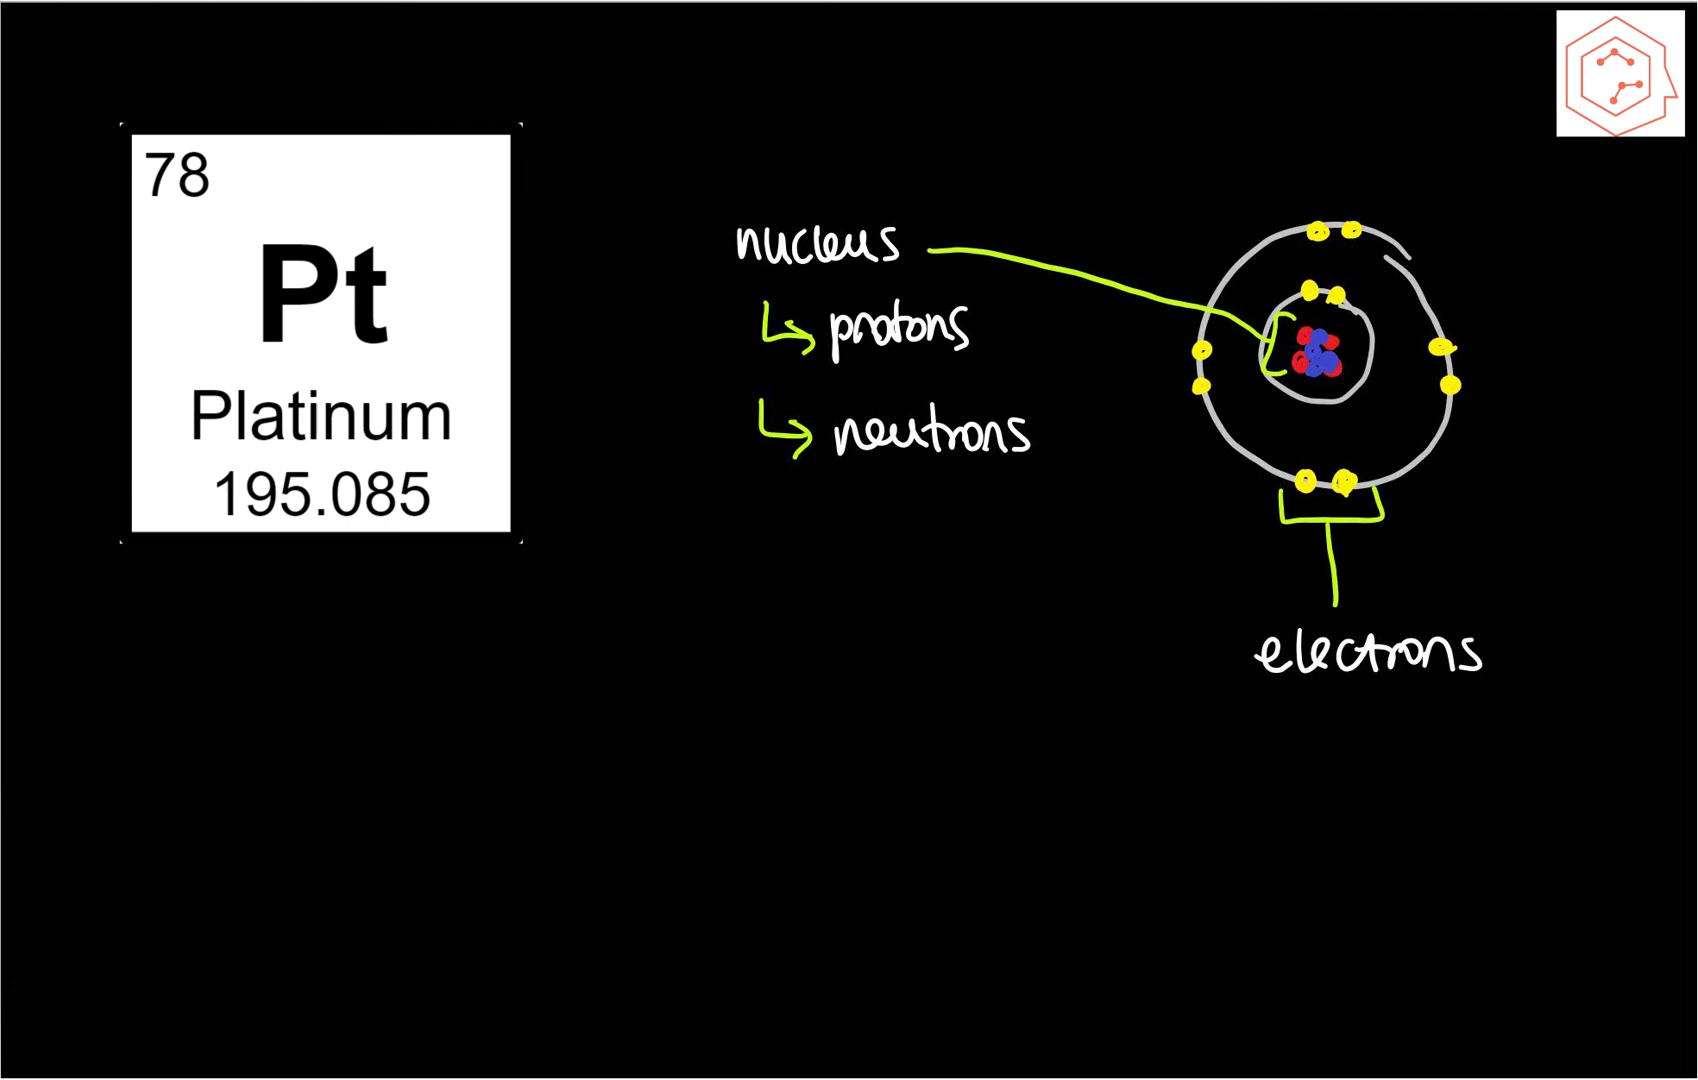 78
Pt
Platinum
195.085
nucleus
protons
neutrons
electrons